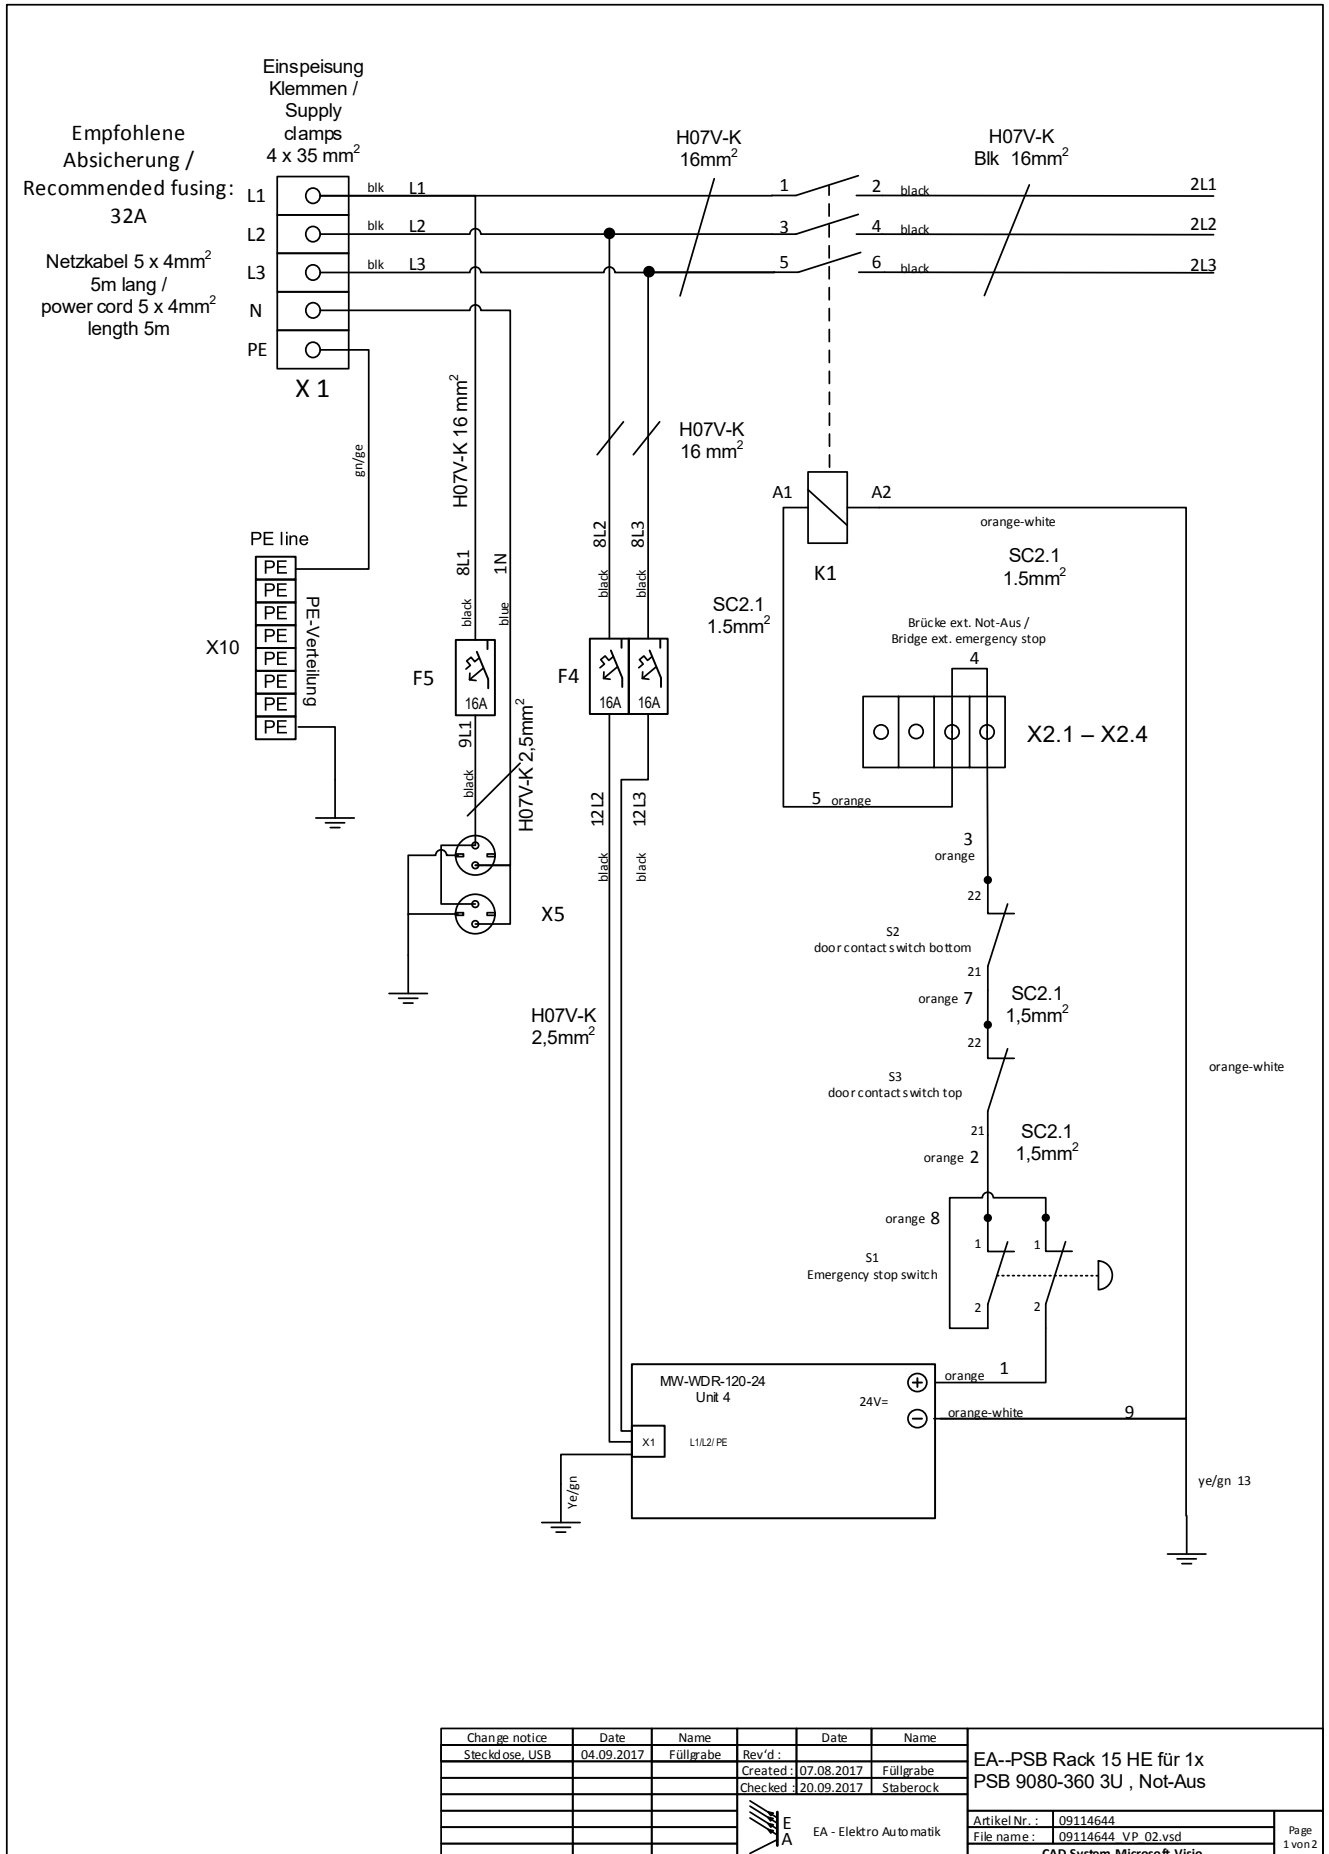 Einspeisung
Klemmen /
Supply
clamps
4 x 35 mm²
Empfohlene
Absicherung /
Recommended fusing:
32A
Netzkabel 5 x 4mm²
5m lang /
power cord 5 x 4mm²
length 5m
L1
L2
L3
N
PE
X 1
blk L1
blk L2
blk L3
H07V-K
16mm²
H07V-K
Blk 16mm²
1
2
black
2L1
3
4
black
2L2
5
6
black
2L3
gn/ge
H07V-K 16 mm²
H07V-K
16 mm²
PE line
PE
PE
PE
PE
PE
PE
PE
PE
X10
PE-Verteilung
8L1
black
1N
blue
8L2
black
8L3
black
F5
16A
F4
16A
16A
9L1
black
H07V-K 2,5mm²
12L2
black
12L3
black
X5
H07V-K
2,5mm²
A1
A2
K1
orange-white
SC2.1
1.5mm²
SC2.1
1.5mm²
Brücke ext. Not-Aus /
Bridge ext. emergency stop
4
X2.1 – X2.4
5 orange
3
orange
22
S2
door contact switch bottom
21
orange 7
SC2.1
1,5mm²
22
S3
door contact switch top
21
orange 2
SC2.1
1,5mm²
orange-white
orange 8
1
1
S1
Emergency stop switch
2
2
MW-WDR-120-24
Unit 4
24V=
+
−
orange 1
orange-white 9
X1
L1/L2/ PE
Ye/gn
ye/gn 13
Change notice Date Name Date Name
Steckdose, USB 04.09.2017 Füllgrabe Rev'd :
Created : 07.08.2017 Füllgrabe
Checked : 20.09.2017 Staberock
EA--PSB Rack 15 HE für 1x
PSB 9080-360 3U , Not-Aus
E
A
EA - Elektro Automatik
Artikel Nr. : 09114644
File name : 09114644_VP_02.vsd
Page
1 von 2
CAD System Microsoft Visio